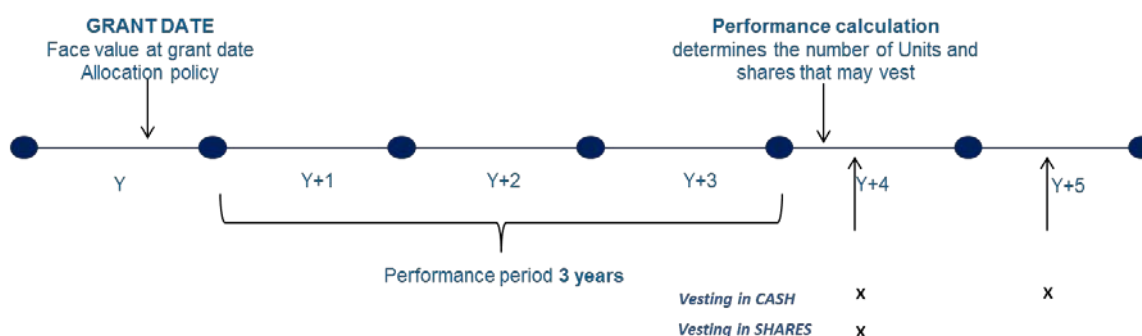 GRANT DATE
Face value at grant date
Allocation policy
Performance calculation
determines the number of Units and
shares that may vest
Y
Y+1
Y+2
Y+3
Y+4
Y+5
Performance period 3 years
Vesting in CASH x x
Vesting in SHARES x